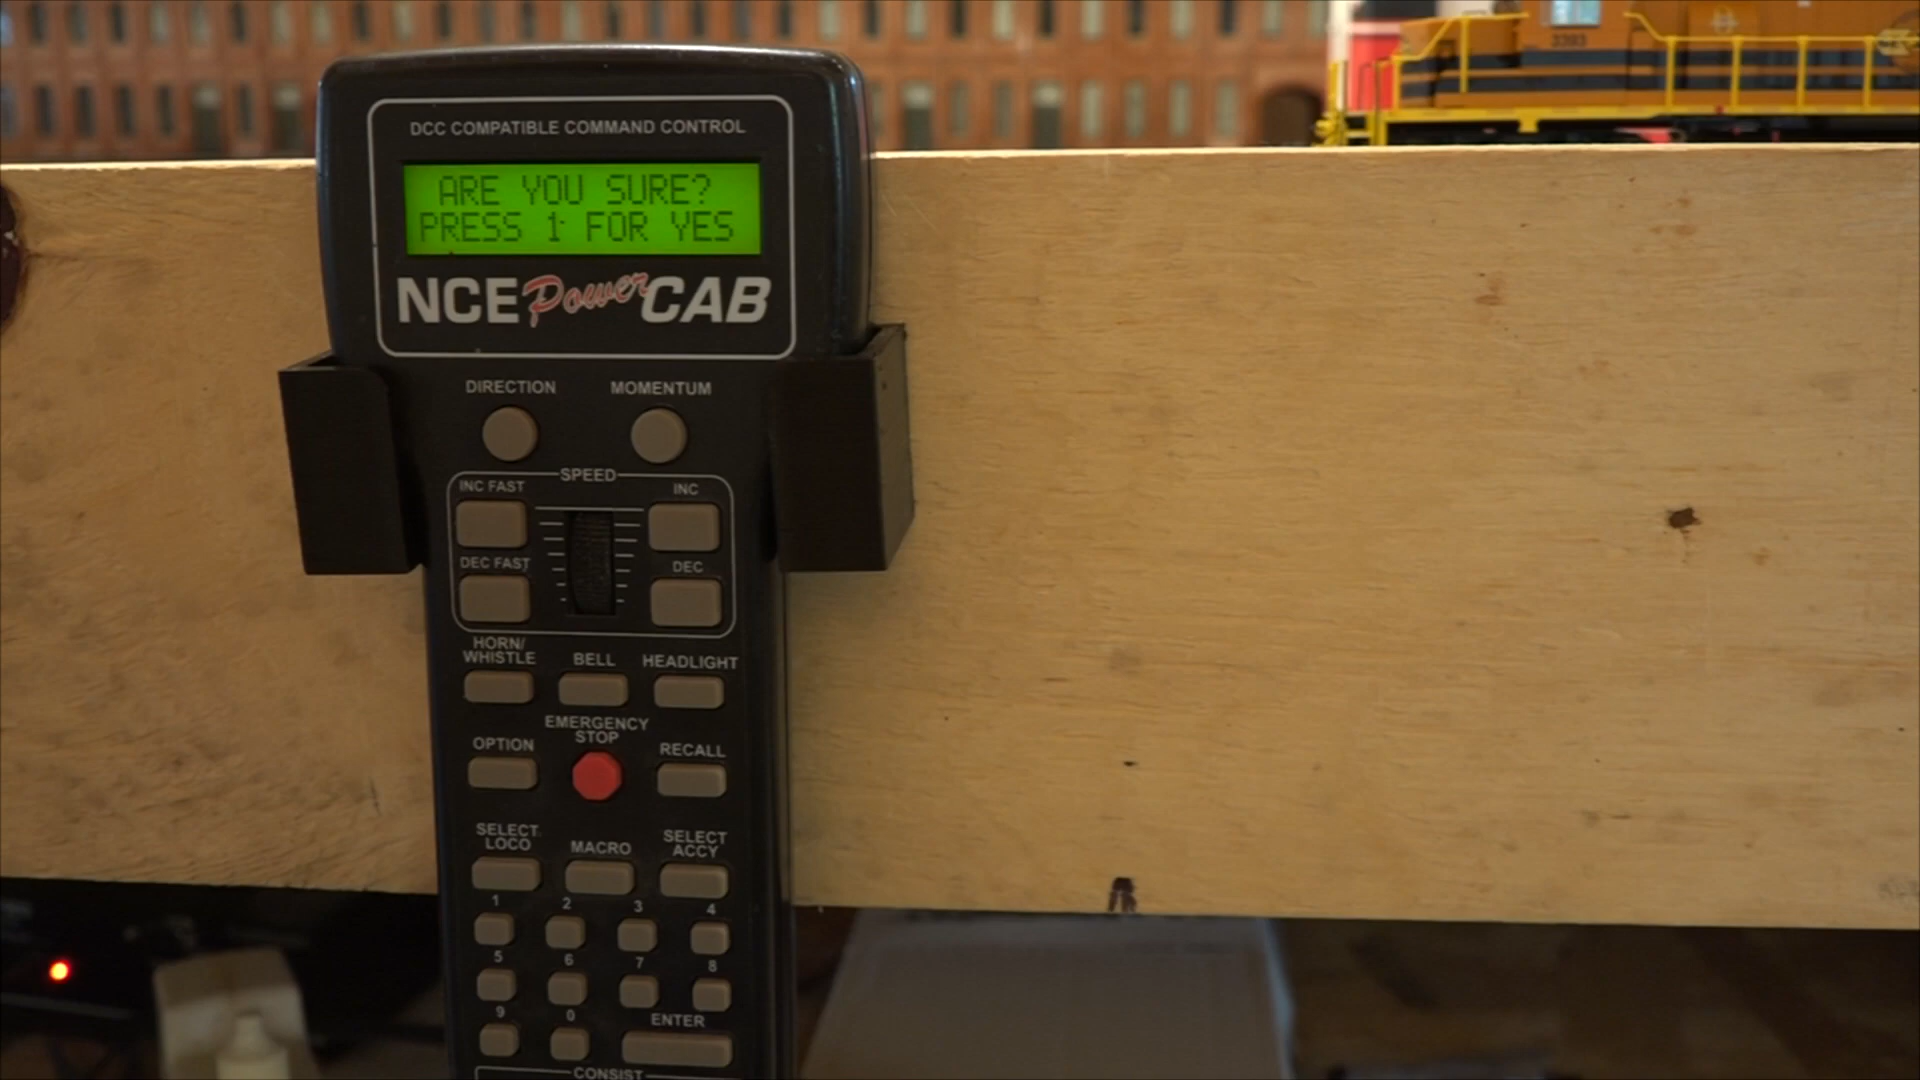 3393
DCC COMPATIBLE COMMAND CONTROL
ARE YOU SURE?
PRESS 1 FOR YES
NCE Power CAB
DIRECTION MOMENTUM
SPEED
INC FAST INC
DEC FAST DEC
HORN/
WHISTLE BELL HEADLIGHT
EMERGENCY
STOP
OPTION RECALL
SELECT
LOCO MACRO SELECT
ACCY
1 2 3 4
5 6 7 8
9 0 ENTER
CONSIST